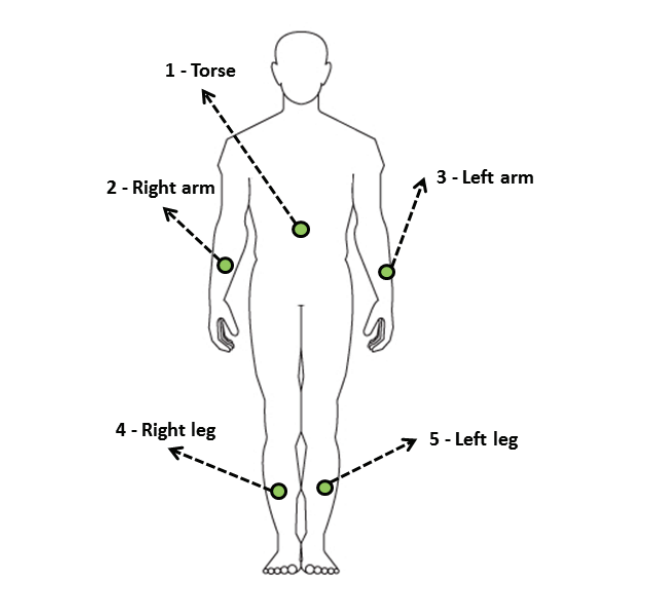 1 - Torse
2 - Right arm
3 - Left arm
4 - Right leg
5 - Left leg